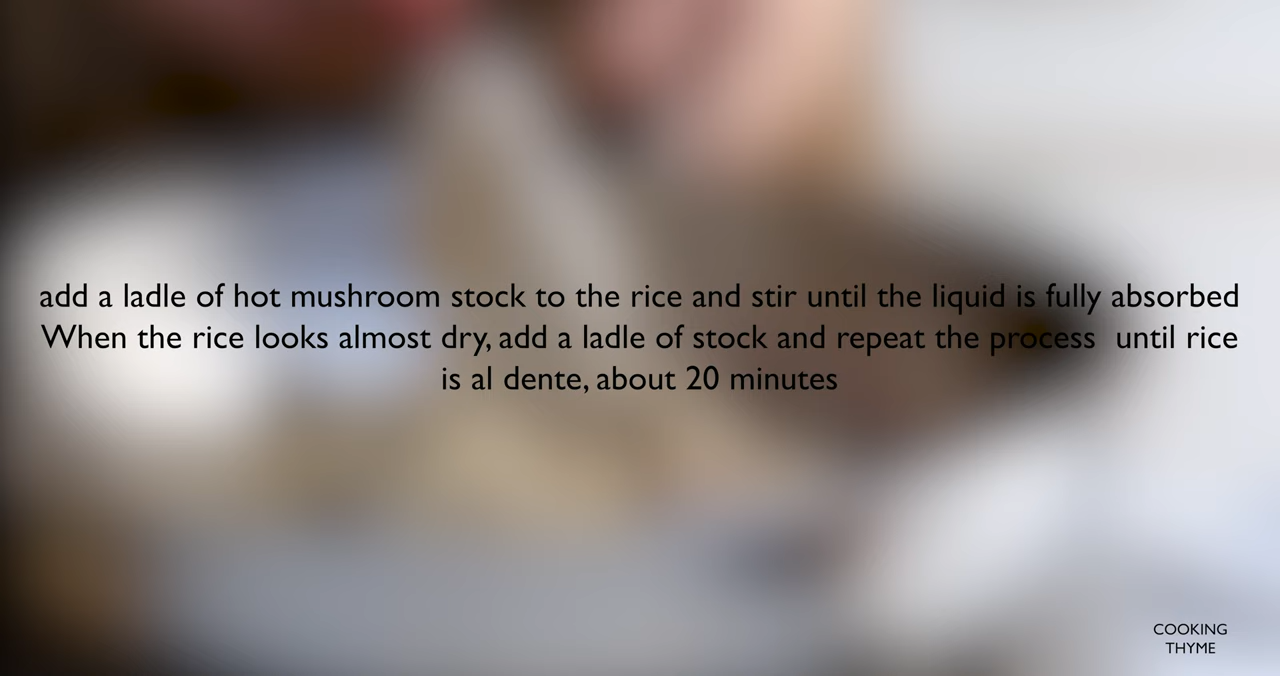 add a ladle of hot mushroom stock to the rice and stir until the liquid is fully absorbed
When the rice looks almost dry, add a ladle of stock and repeat the process  until rice
is al dente, about 20 minutes
COOKING
THYME